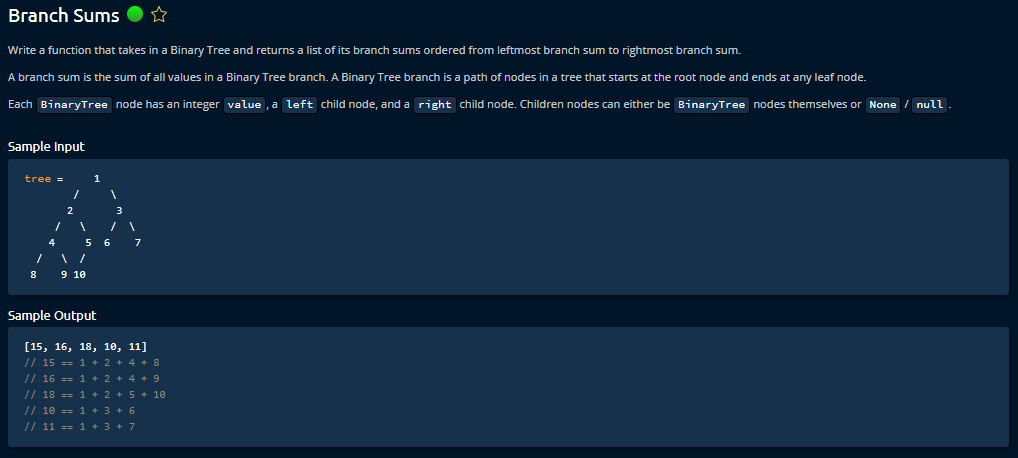 Branch Sums
Write a function that takes in a Binary Tree and returns a list of its branch sums ordered from leftmost branch sum to rightmost branch sum.
A branch sum is the sum of all values in a Binary Tree branch. A Binary Tree branch is a path of nodes in a tree that starts at the root node and ends at any leaf node.
Each BinaryTree node has an integer value, a left child node, and a right child node. Children nodes can either be BinaryTree nodes themselves or None / null.
Sample Input
tree =     1
        /     \
       2       3
     /   \   /  \
    4     5 6    7
  /   \  /
 8    9 10
Sample Output
[15, 16, 18, 10, 11]
// 15 == 1 + 2 + 4 + 8
// 16 == 1 + 2 + 4 + 9
// 18 == 1 + 2 + 5 + 10
// 10 == 1 + 3 + 6
// 11 == 1 + 3 + 7